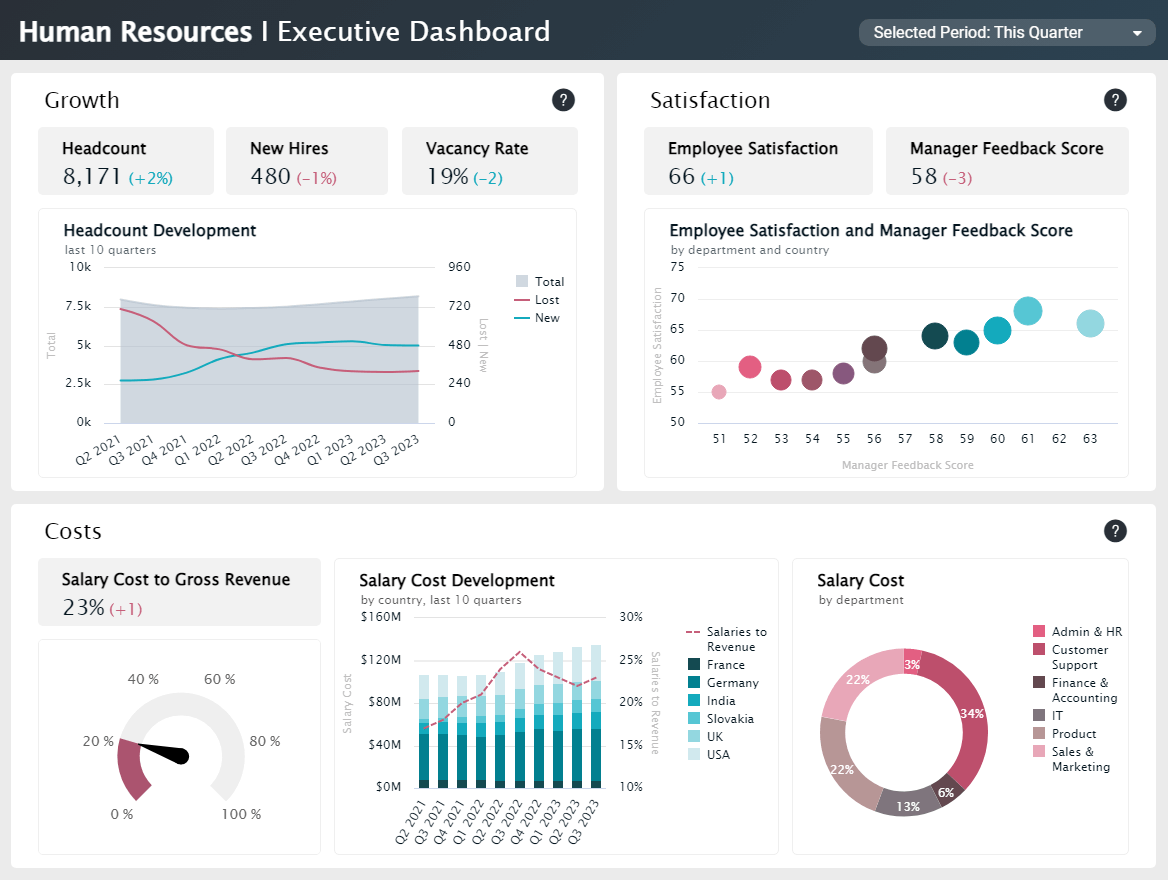 Human Resources | Executive Dashboard
Selected Period: This Quarter
Growth
?
Headcount
8,171 (+2%)
New Hires
480 (−1%)
Vacancy Rate
19% (−2)
Headcount Development
last 10 quarters
10k
7.5k
5k
2.5k
0k
Total
960
720
480
240
0
Lost | New
Total
Lost
New
Q2 2021
Q3 2021
Q4 2021
Q1 2022
Q2 2022
Q3 2022
Q4 2022
Q1 2023
Q2 2023
Q3 2023
Satisfaction
?
Employee Satisfaction
66 (+1)
Manager Feedback Score
58 (−3)
Employee Satisfaction and Manager Feedback Score
by department and country
75
70
65
60
55
50
Employee Satisfaction
51 52 53 54 55 56 57 58 59 60 61 62 63
Manager Feedback Score
Costs
?
Salary Cost to Gross Revenue
23% (+1)
40 %
60 %
20 %
80 %
0 %
100 %
Salary Cost Development
by country, last 10 quarters
$160M
$120M
$80M
$40M
$0M
Salary Cost
30%
25%
20%
15%
10%
Salaries to Revenue
Q2 2021
Q3 2021
Q4 2021
Q1 2022
Q2 2022
Q3 2022
Q4 2022
Q1 2023
Q2 2023
Q3 2023
Salaries to
Revenue
France
Germany
India
Slovakia
UK
USA
Salary Cost
by department
3%
34%
6%
13%
22%
22%
Admin & HR
Customer
Support
Finance &
Accounting
IT
Product
Sales &
Marketing